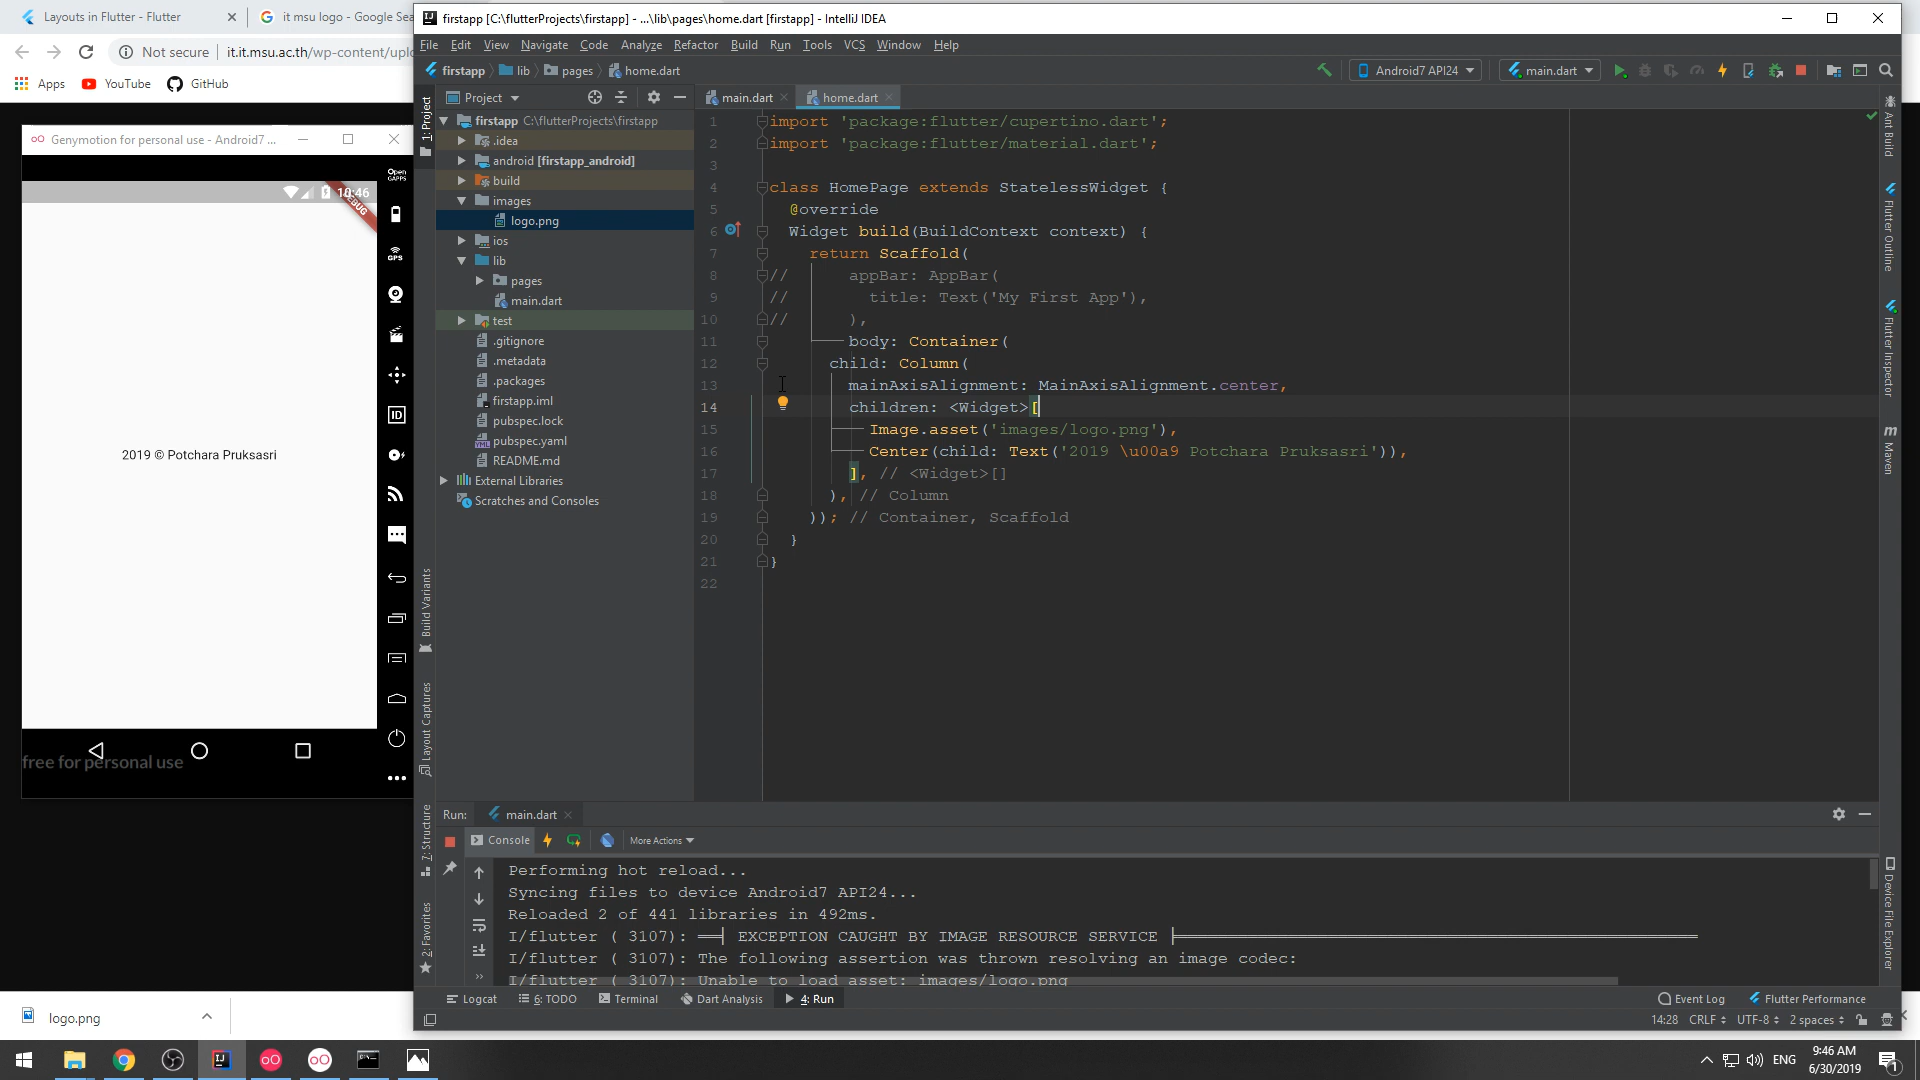 Layouts in Flutter - Flutter
it msu logo - Google Sea
Not secure
it.it.msu.ac.th/wp-content/uplo
Apps
YouTube
GitHub
Genymotion for personal use - Android7 ...
10:46
DEBUG
2019 © Potchara Pruksasri
free for personal use
Open
GAPPS
GPS
ID
firstapp [C:\flutterProjects\firstapp] - ...\lib\pages\home.dart [firstapp] - IntelliJ IDEA
File Edit View Navigate Code Analyze Refactor Build Run Tools VCS Window Help
firstapp lib pages home.dart
Android7 API24
main.dart
Project
main.dart
home.dart
1: Project
Build Variants
Layout Captures
Z: Structure
2: Favorites
firstapp C:\flutterProjects\firstapp
.idea
android [firstapp_android]
build
images
logo.png
ios
lib
pages
main.dart
test
.gitignore
.metadata
.packages
firstapp.iml
pubspec.lock
pubspec.yaml
README.md
External Libraries
Scratches and Consoles
1 import 'package:flutter/cupertino.dart';
2 import 'package:flutter/material.dart';
3
4 class HomePage extends StatelessWidget {
5 @override
6 Widget build(BuildContext context) {
7 return Scaffold(
8 // appBar: AppBar(
9 // title: Text('My First App'),
10 // ),
11 body: Container(
12 child: Column(
13 mainAxisAlignment: MainAxisAlignment.center,
14 children: <Widget>[
15 Image.asset('images/logo.png'),
16 Center(child: Text('2019 \u00a9 Potchara Pruksasri')),
17 ], // <Widget>[]
18 ), // Column
19 )); // Container, Scaffold
20 }
21 }
22
Ant Build
Flutter Outline
Flutter Inspector
Maven
Device File Explorer
Run: main.dart
Console
More Actions
Performing hot reload...
Syncing files to device Android7 API24...
Reloaded 2 of 441 libraries in 492ms.
I/flutter ( 3107): ══╡ EXCEPTION CAUGHT BY IMAGE RESOURCE SERVICE ╞═══
I/flutter ( 3107): The following assertion was thrown resolving an image codec:
I/flutter ( 3107): Unable to load asset: images/logo.png
Logcat 6: TODO Terminal Dart Analysis 4: Run
Event Log Flutter Performance
14:28 CRLF UTF-8 2 spaces
logo.png
ENG
9:46 AM
6/30/2019
1